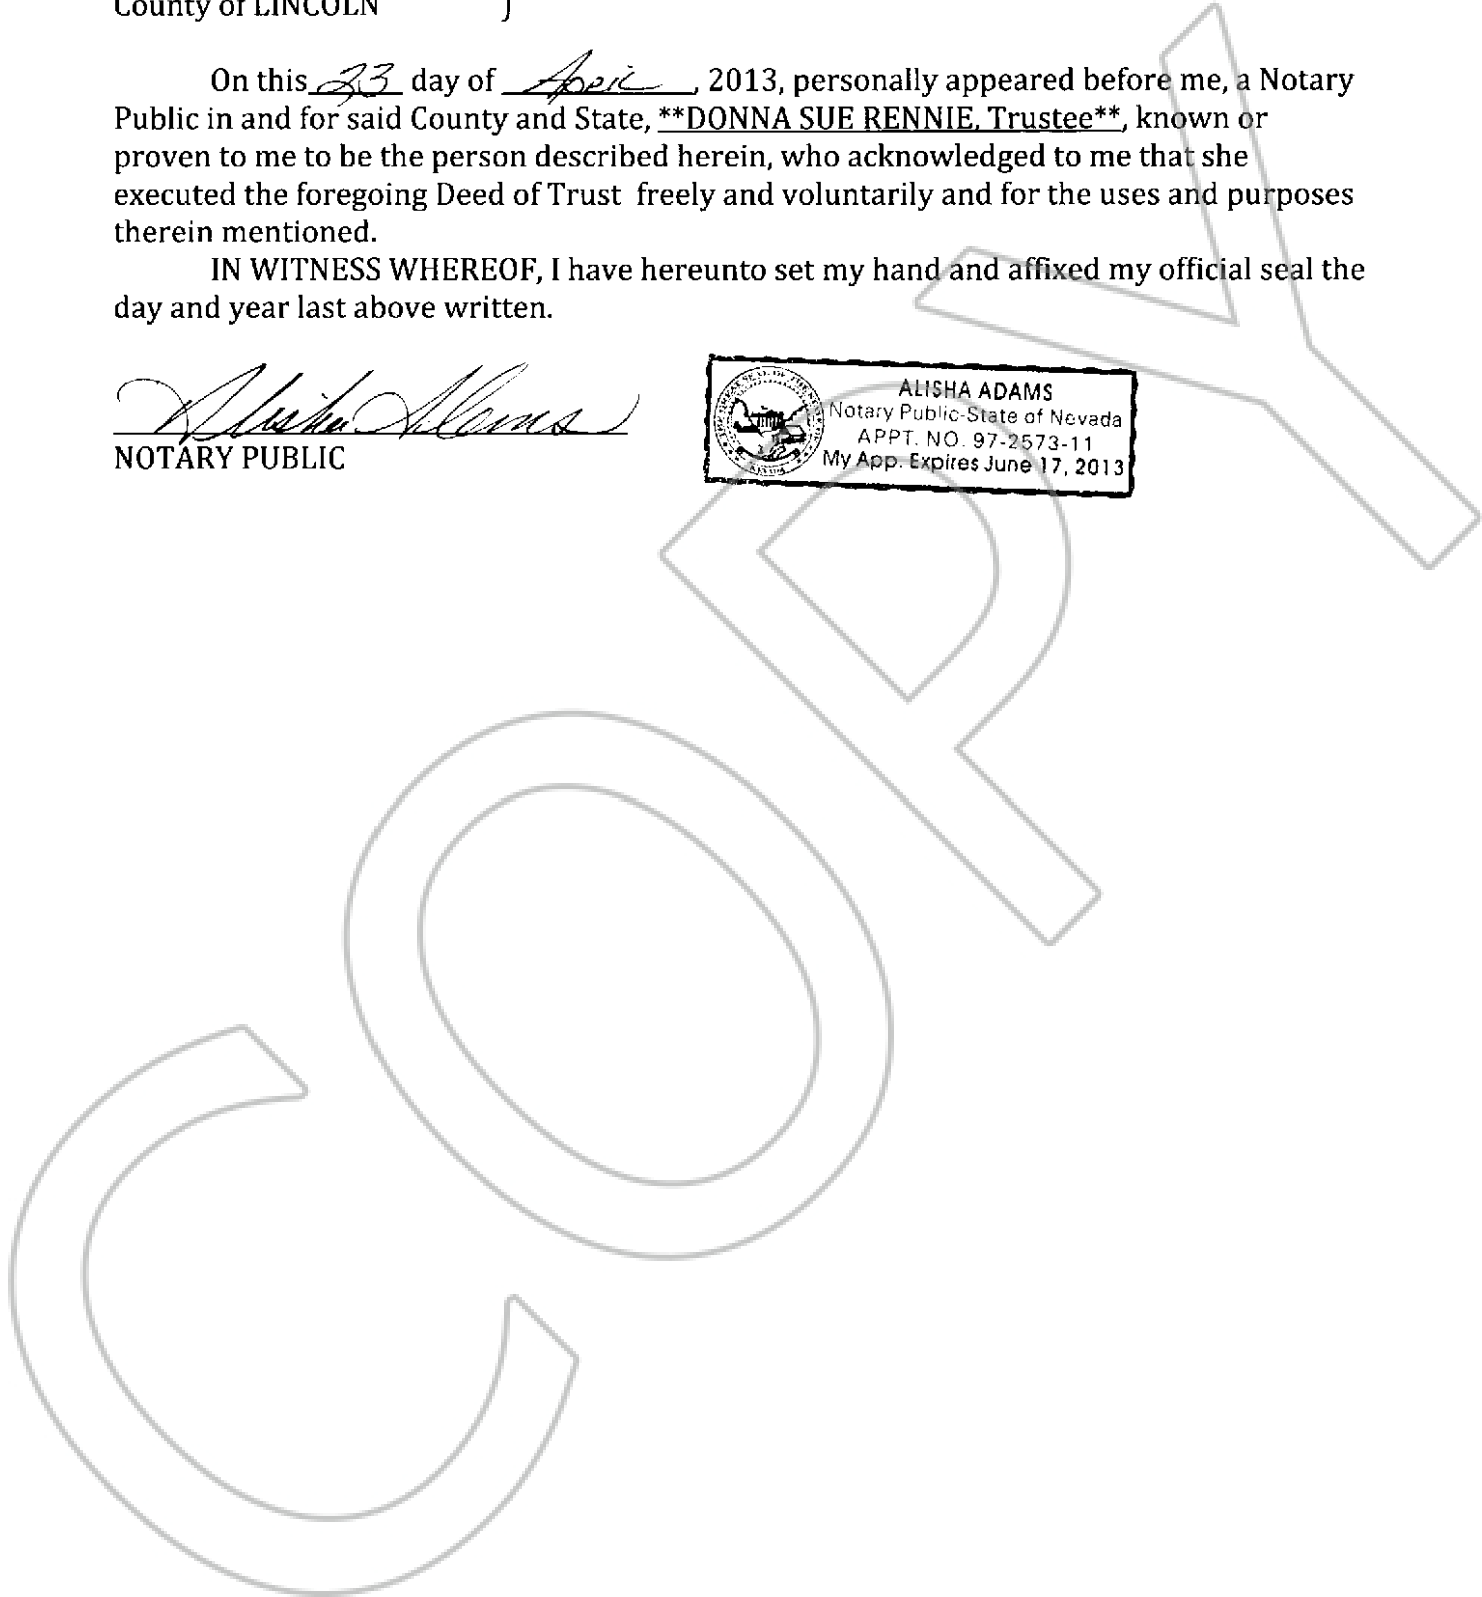 County of LINCOLN )
On this 23 day of April, 2013, personally appeared before me, a Notary
Public in and for said County and State, **DONNA SUE RENNIE, Trustee**, known or
proven to me to be the person described herein, who acknowledged to me that she
executed the foregoing Deed of Trust freely and voluntarily and for the uses and purposes
therein mentioned.
IN WITNESS WHEREOF, I have hereunto set my hand and affixed my official seal the
day and year last above written.
Alisha Adams
NOTARY PUBLIC
ALISHA ADAMS
Notary Public-State of Nevada
APPT. NO. 97-2573-11
My App. Expires June 17, 2013
COPY